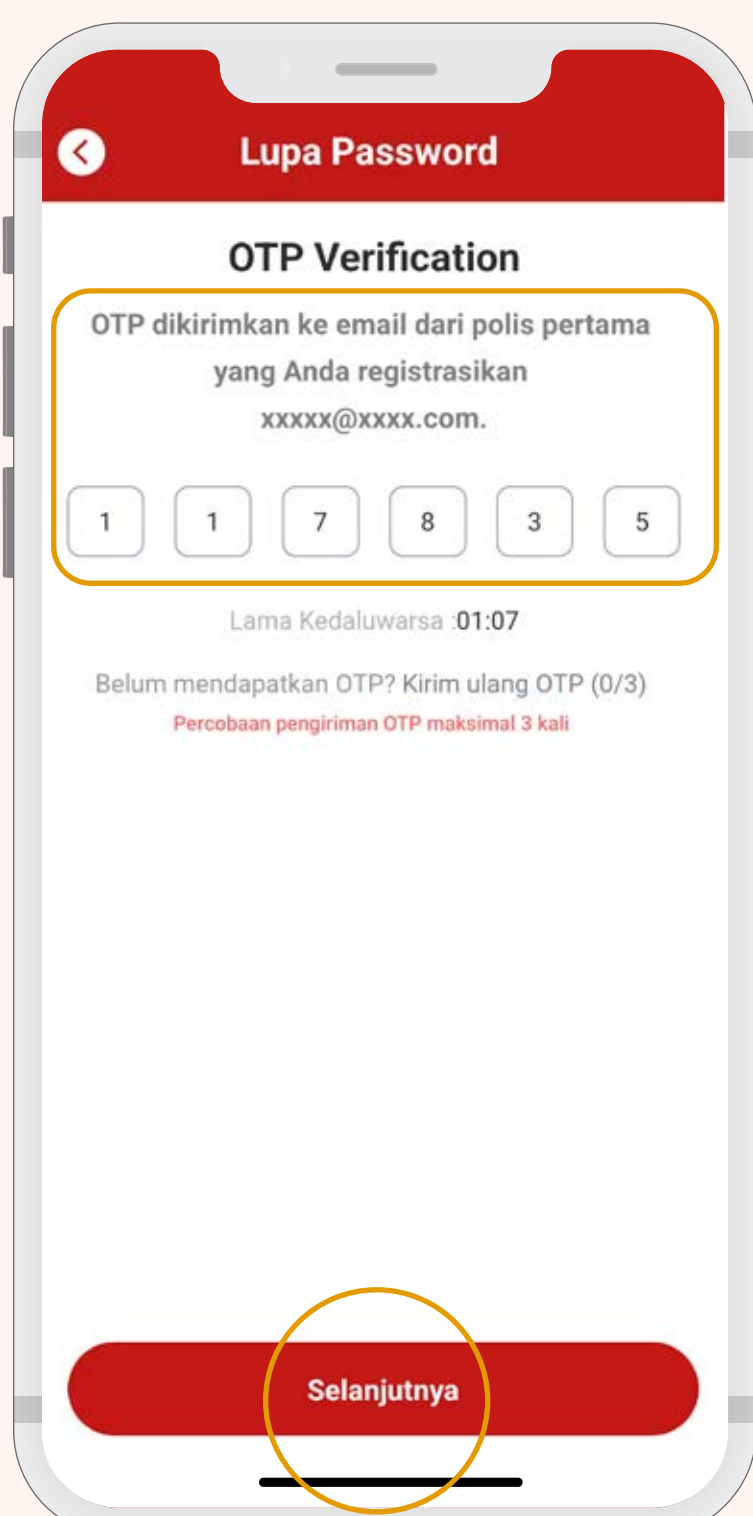 Lupa Password
OTP Verification
OTP dikirimkan ke email dari polis pertama
yang Anda registrasikan
xxxxx@xxxx.com.
1 1 7 8 3 5
Lama Kedaluwarsa :01:07
Belum mendapatkan OTP? Kirim ulang OTP (0/3)
Percobaan pengiriman OTP maksimal 3 kali
Selanjutnya